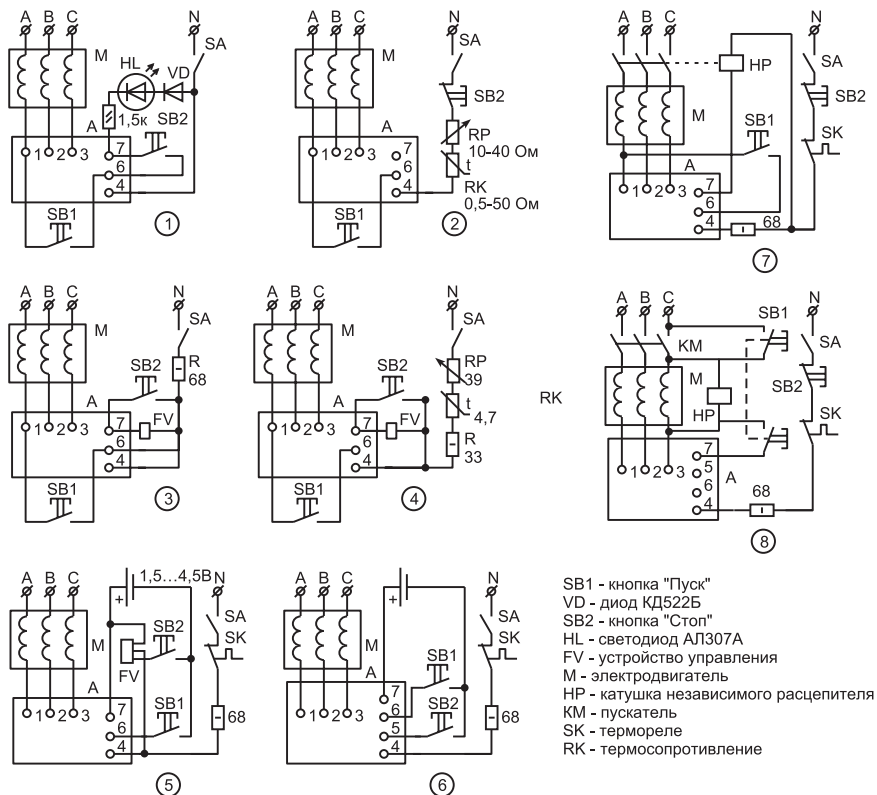 A B C N
SA
M
HL VD
1,5к
A SB2
1 2 3 7
6
4
SB1
1
A B C N
SA
M
SB2
RP
10-40 Ом
A
t
RK
0,5-50 Ом
1 2 3 7
6
4
SB1
2
A B C N
SA
HP
SB2
M
SB1
SK
A
1 2 3 7
6
4 68
7
A B C N
SA
M
R
68
SB2
A
1 2 3 7 FV
6
4
SB1
3
A B C N
SA
M
RP
39
SB2
t
4,7
A
1 2 3 7 FV
6
4
R
33
SB1
4
RK
A B C N
SB1
SA
KM
M
SB2
HP
SK
1 2 3 7
5
6
4
A
68
8
A B C 1,5...4,5В N
+
SA
SB2 SK
M
FV
A
1 2 3 7
SB1
6
4
68
5
A B C N
+
SA
SK
M
SB1
A
1 2 3 7
6
SB2
5
4
68
6
SB1 - кнопка "Пуск"
VD - диод КД522Б
SB2 - кнопка "Стоп"
HL - светодиод АЛ307А
FV - устройство управления
M - электродвигатель
HP - катушка независимого расцепителя
KM - пускатель
SK - термореле
RK - термосопротивление